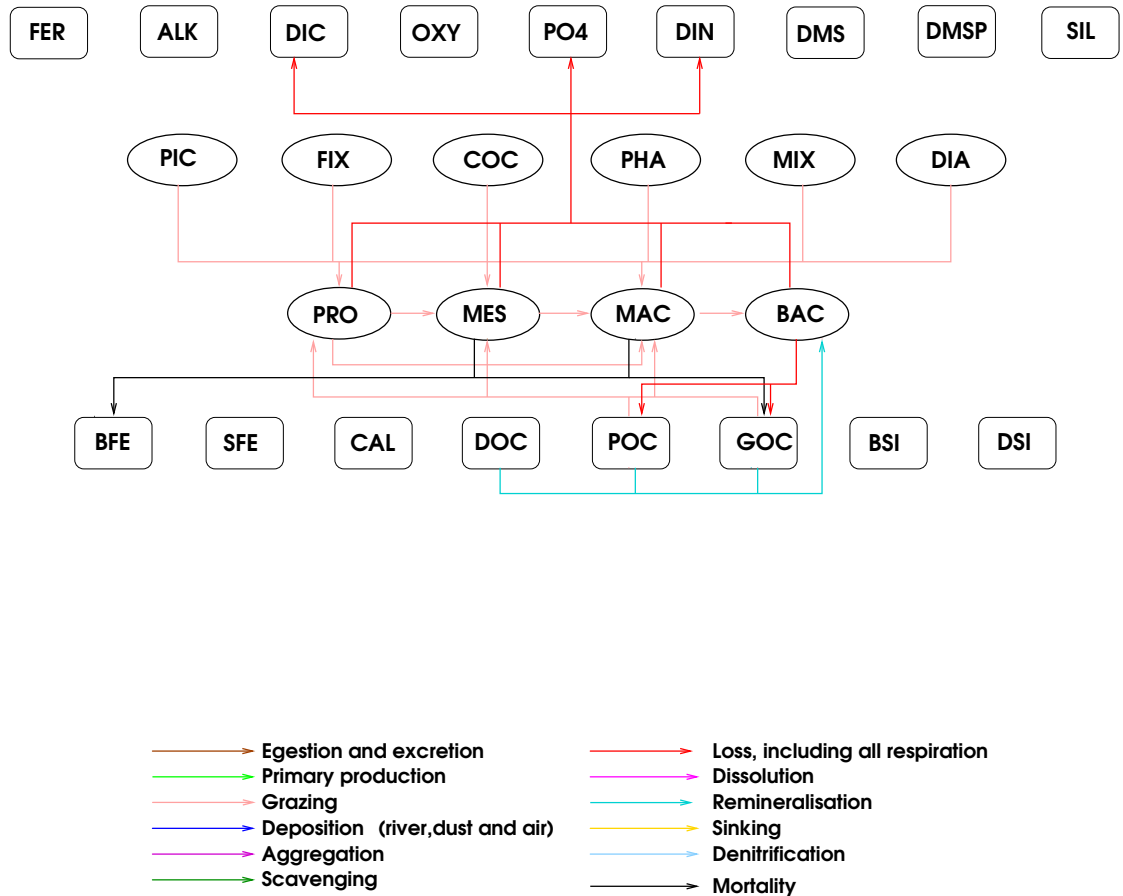 FER ALK DIC OXY PO4 DIN DMS DMSP SIL
PIC FIX COC PHA MIX DIA
PRO MES MAC BAC
BFE SFE CAL DOC POC GOC BSI DSI
Egestion and excretion
Primary production
Grazing
Deposition (river,dust and air)
Aggregation
Scavenging
Loss, including all respiration
Dissolution
Remineralisation
Sinking
Denitrification
Mortality